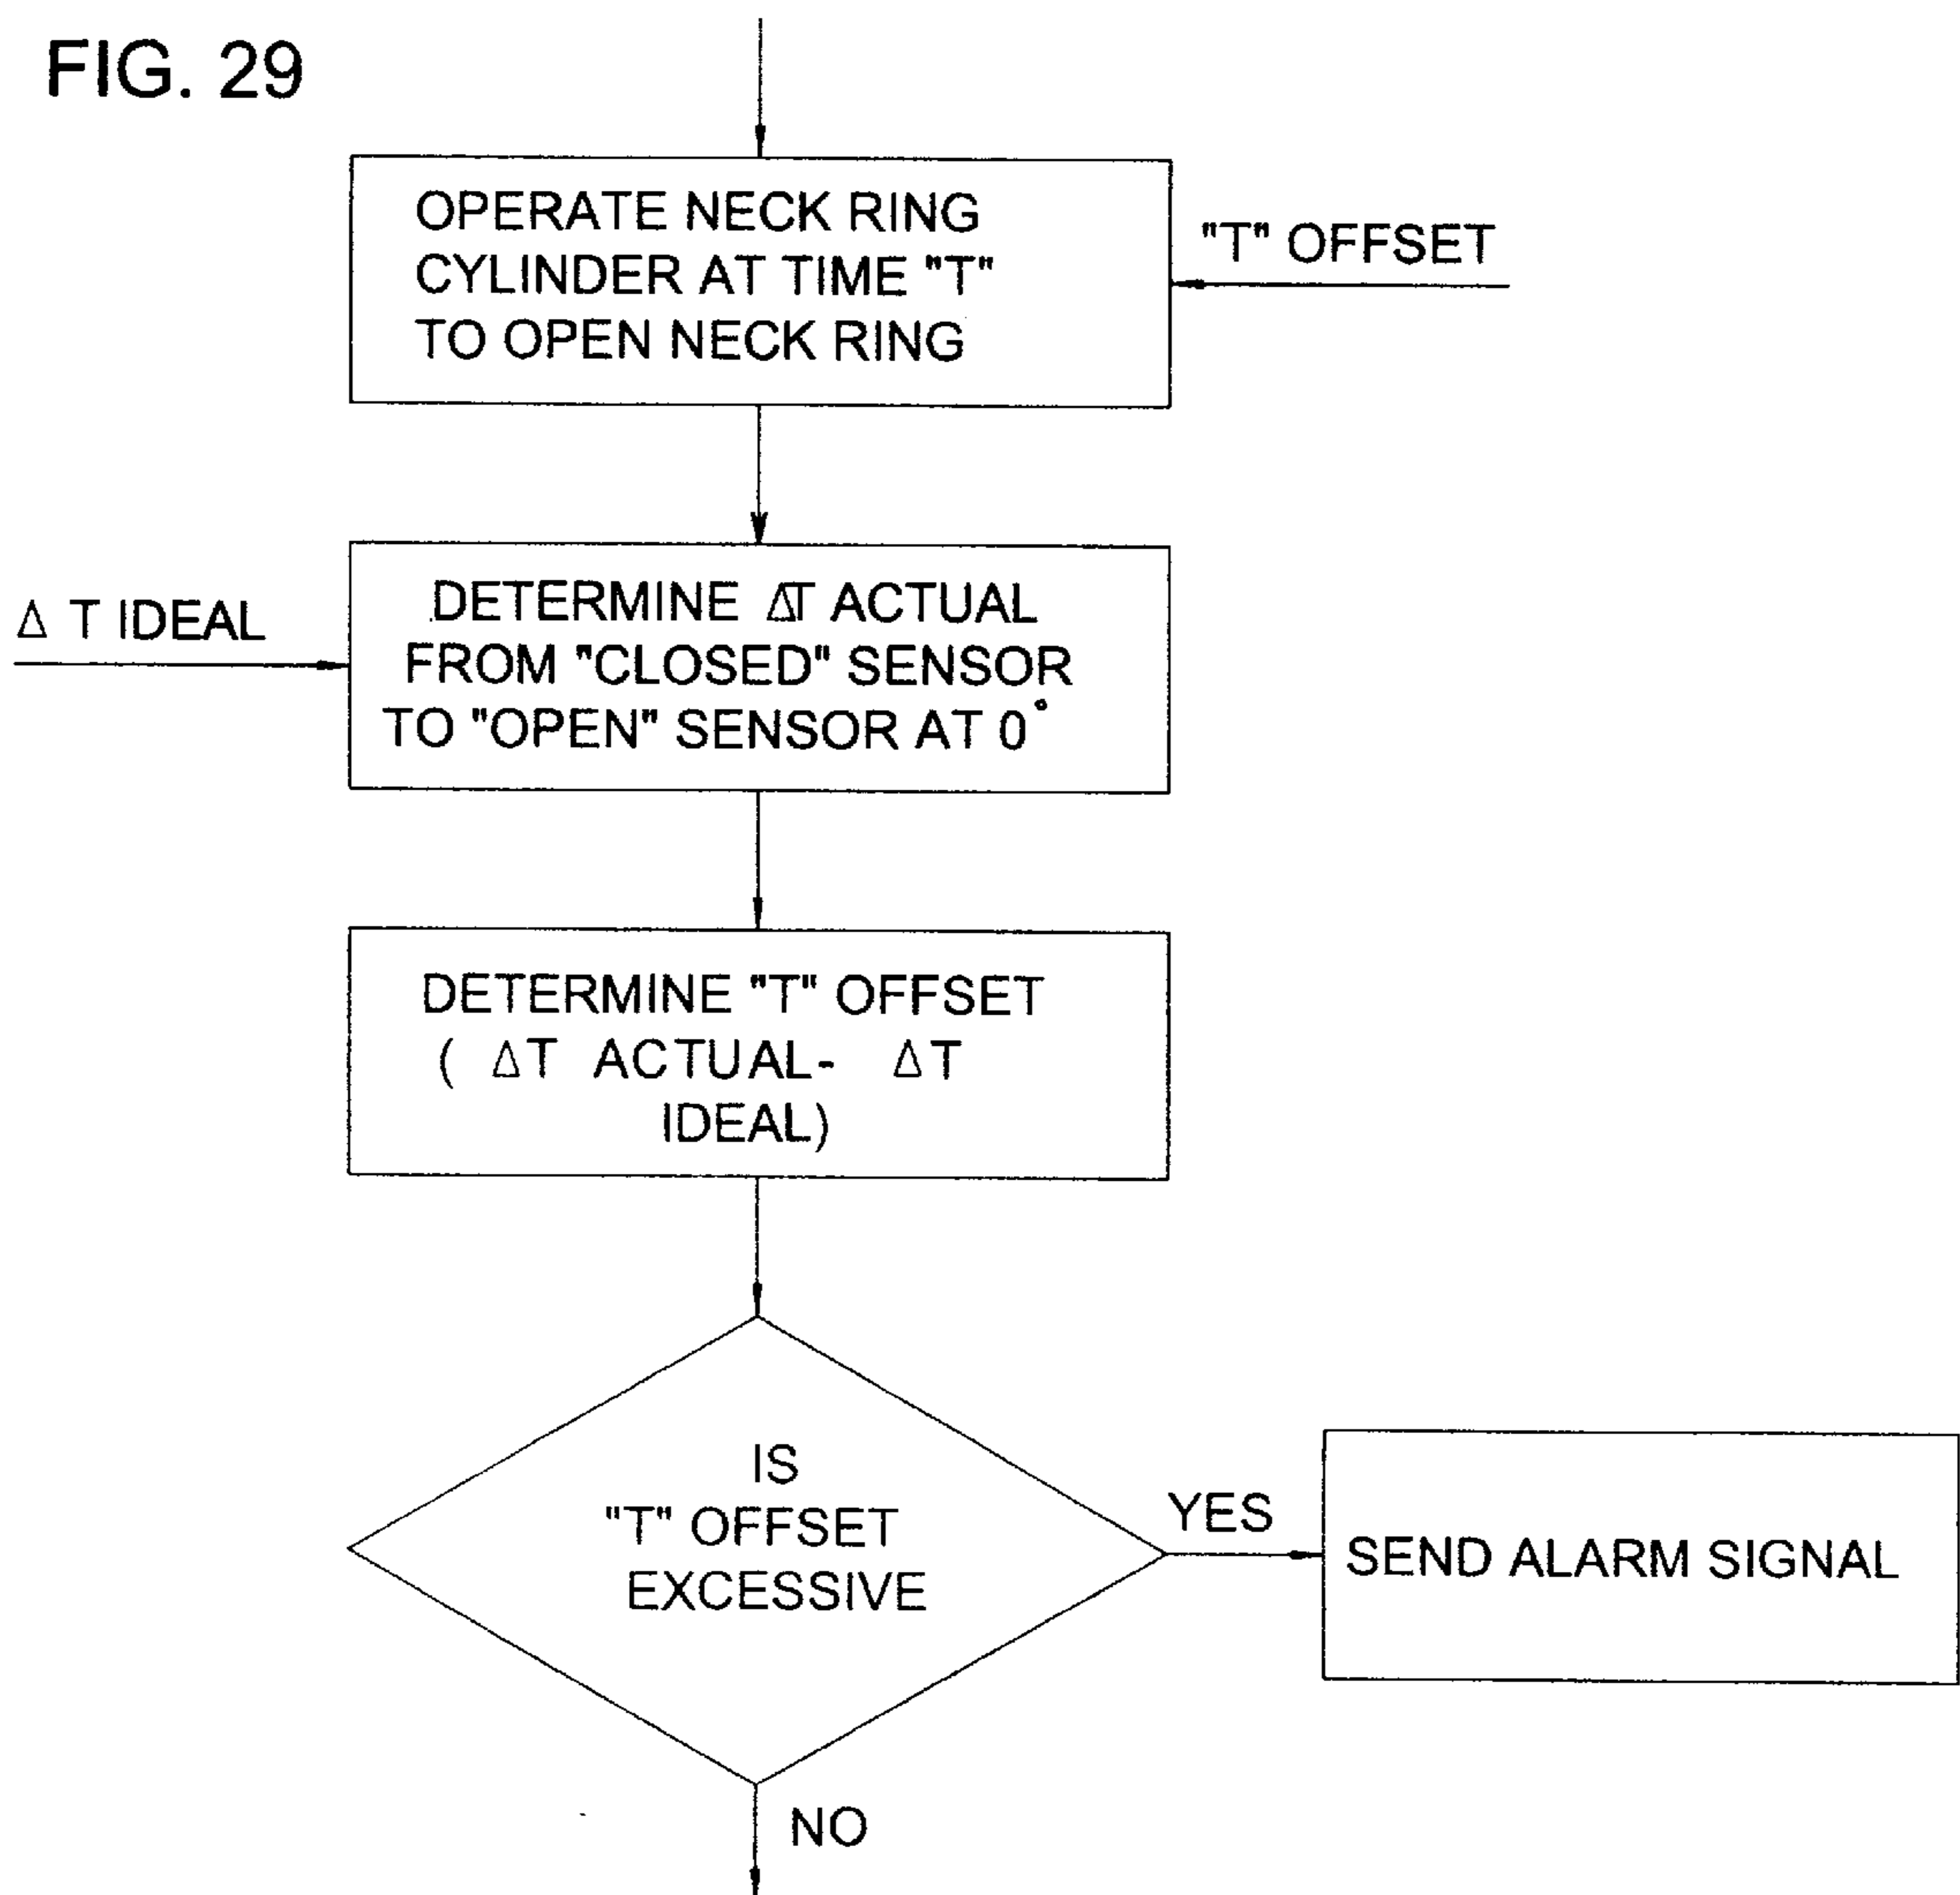 FIG. 29
OPERATE NECK RING
CYLINDER AT TIME "T"
TO OPEN NECK RING
"T" OFFSET
Δ T IDEAL
DETERMINE ΔT ACTUAL
FROM "CLOSED" SENSOR
TO "OPEN" SENSOR AT 0°
DETERMINE "T" OFFSET
( ΔT ACTUAL- ΔT
IDEAL)
IS
"T" OFFSET
EXCESSIVE
YES
SEND ALARM SIGNAL
NO